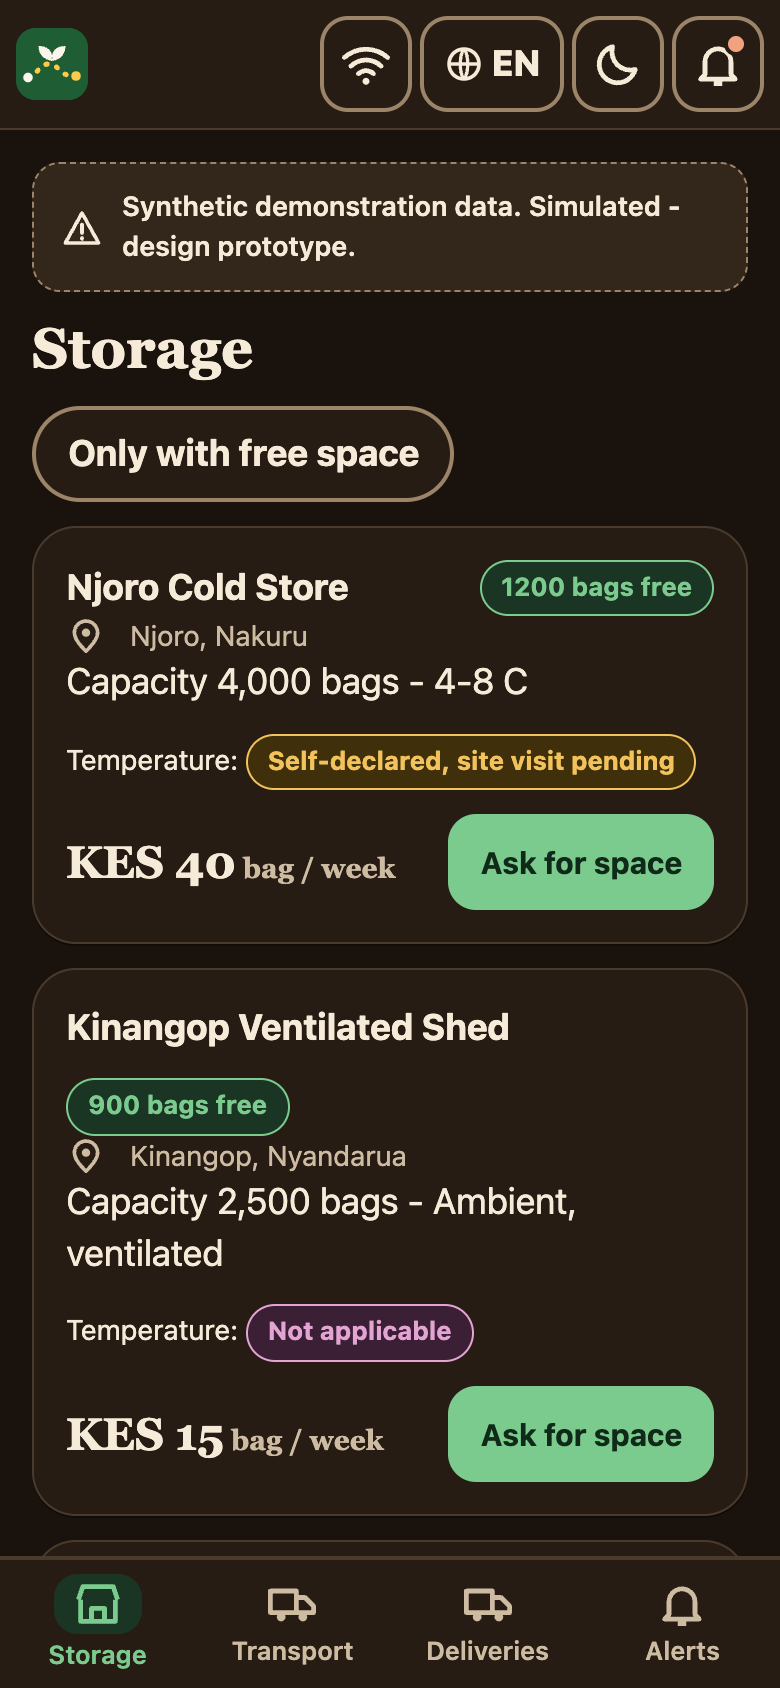 EN
Synthetic demonstration data. Simulated -
design prototype.
Storage
Only with free space
Njoro Cold Store
1200 bags free
Njoro, Nakuru
Capacity 4,000 bags - 4-8 C
Temperature: Self-declared, site visit pending
KES 40 bag / week
Ask for space
Kinangop Ventilated Shed
900 bags free
Kinangop, Nyandarua
Capacity 2,500 bags - Ambient,
ventilated
Temperature: Not applicable
KES 15 bag / week
Ask for space
Storage
Transport
Deliveries
Alerts